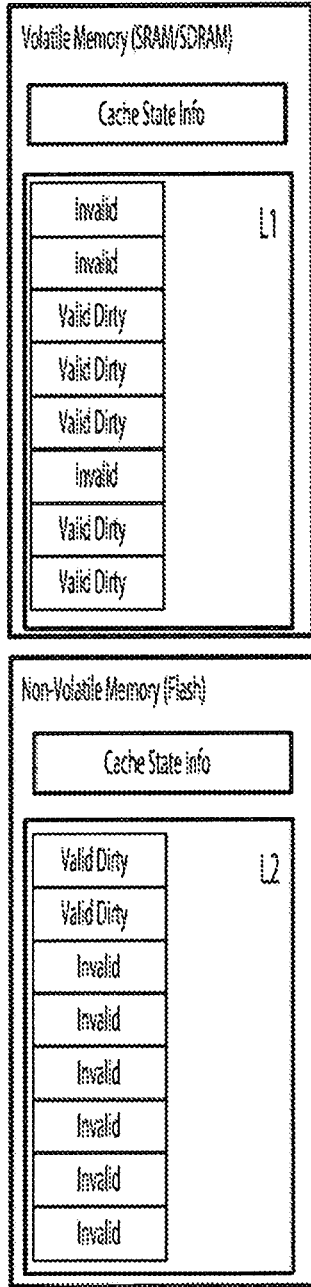 Volatile Memory (SRAM/SDRAM)
Cache State Info
Invalid
L1
Invalid
Valid Dirty
Valid Dirty
Valid Dirty
Invalid
Valid Dirty
Valid Dirty
Non-Volatile Memory (Flash)
Cache State Info
Valid Dirty
L2
Valid Dirty
Invalid
Invalid
Invalid
Invalid
Invalid
Invalid